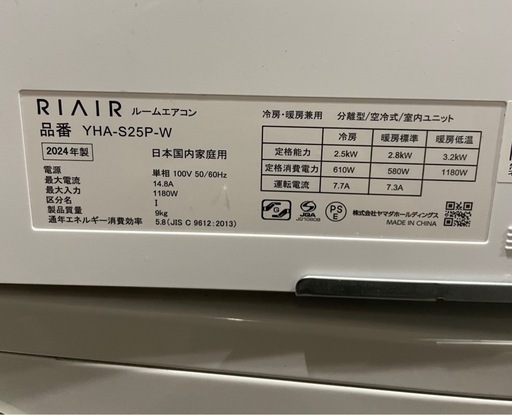 RIAIR ルームエアコン
品番 YHA-S25P-W
2024年製 日本国内家庭用
電源 単相 100V 50/60Hz
最大電流 14.8A
最大入力 1180W
区分名 I
製品質量 9kg
通年エネルギー消費効率 5.8(JIS C 9612:2013)
冷房・暖房兼用 分離型/空冷式/室内ユニット
冷房 暖房標準 暖房低温
定格能力 2.5kW 2.8kW 3.2kW
定格消費電力 610W 580W 1180W
運転電流 7.7A 7.3A
JQA
PSE
株式会社ヤマダホールディングス
MADE IN CHINA